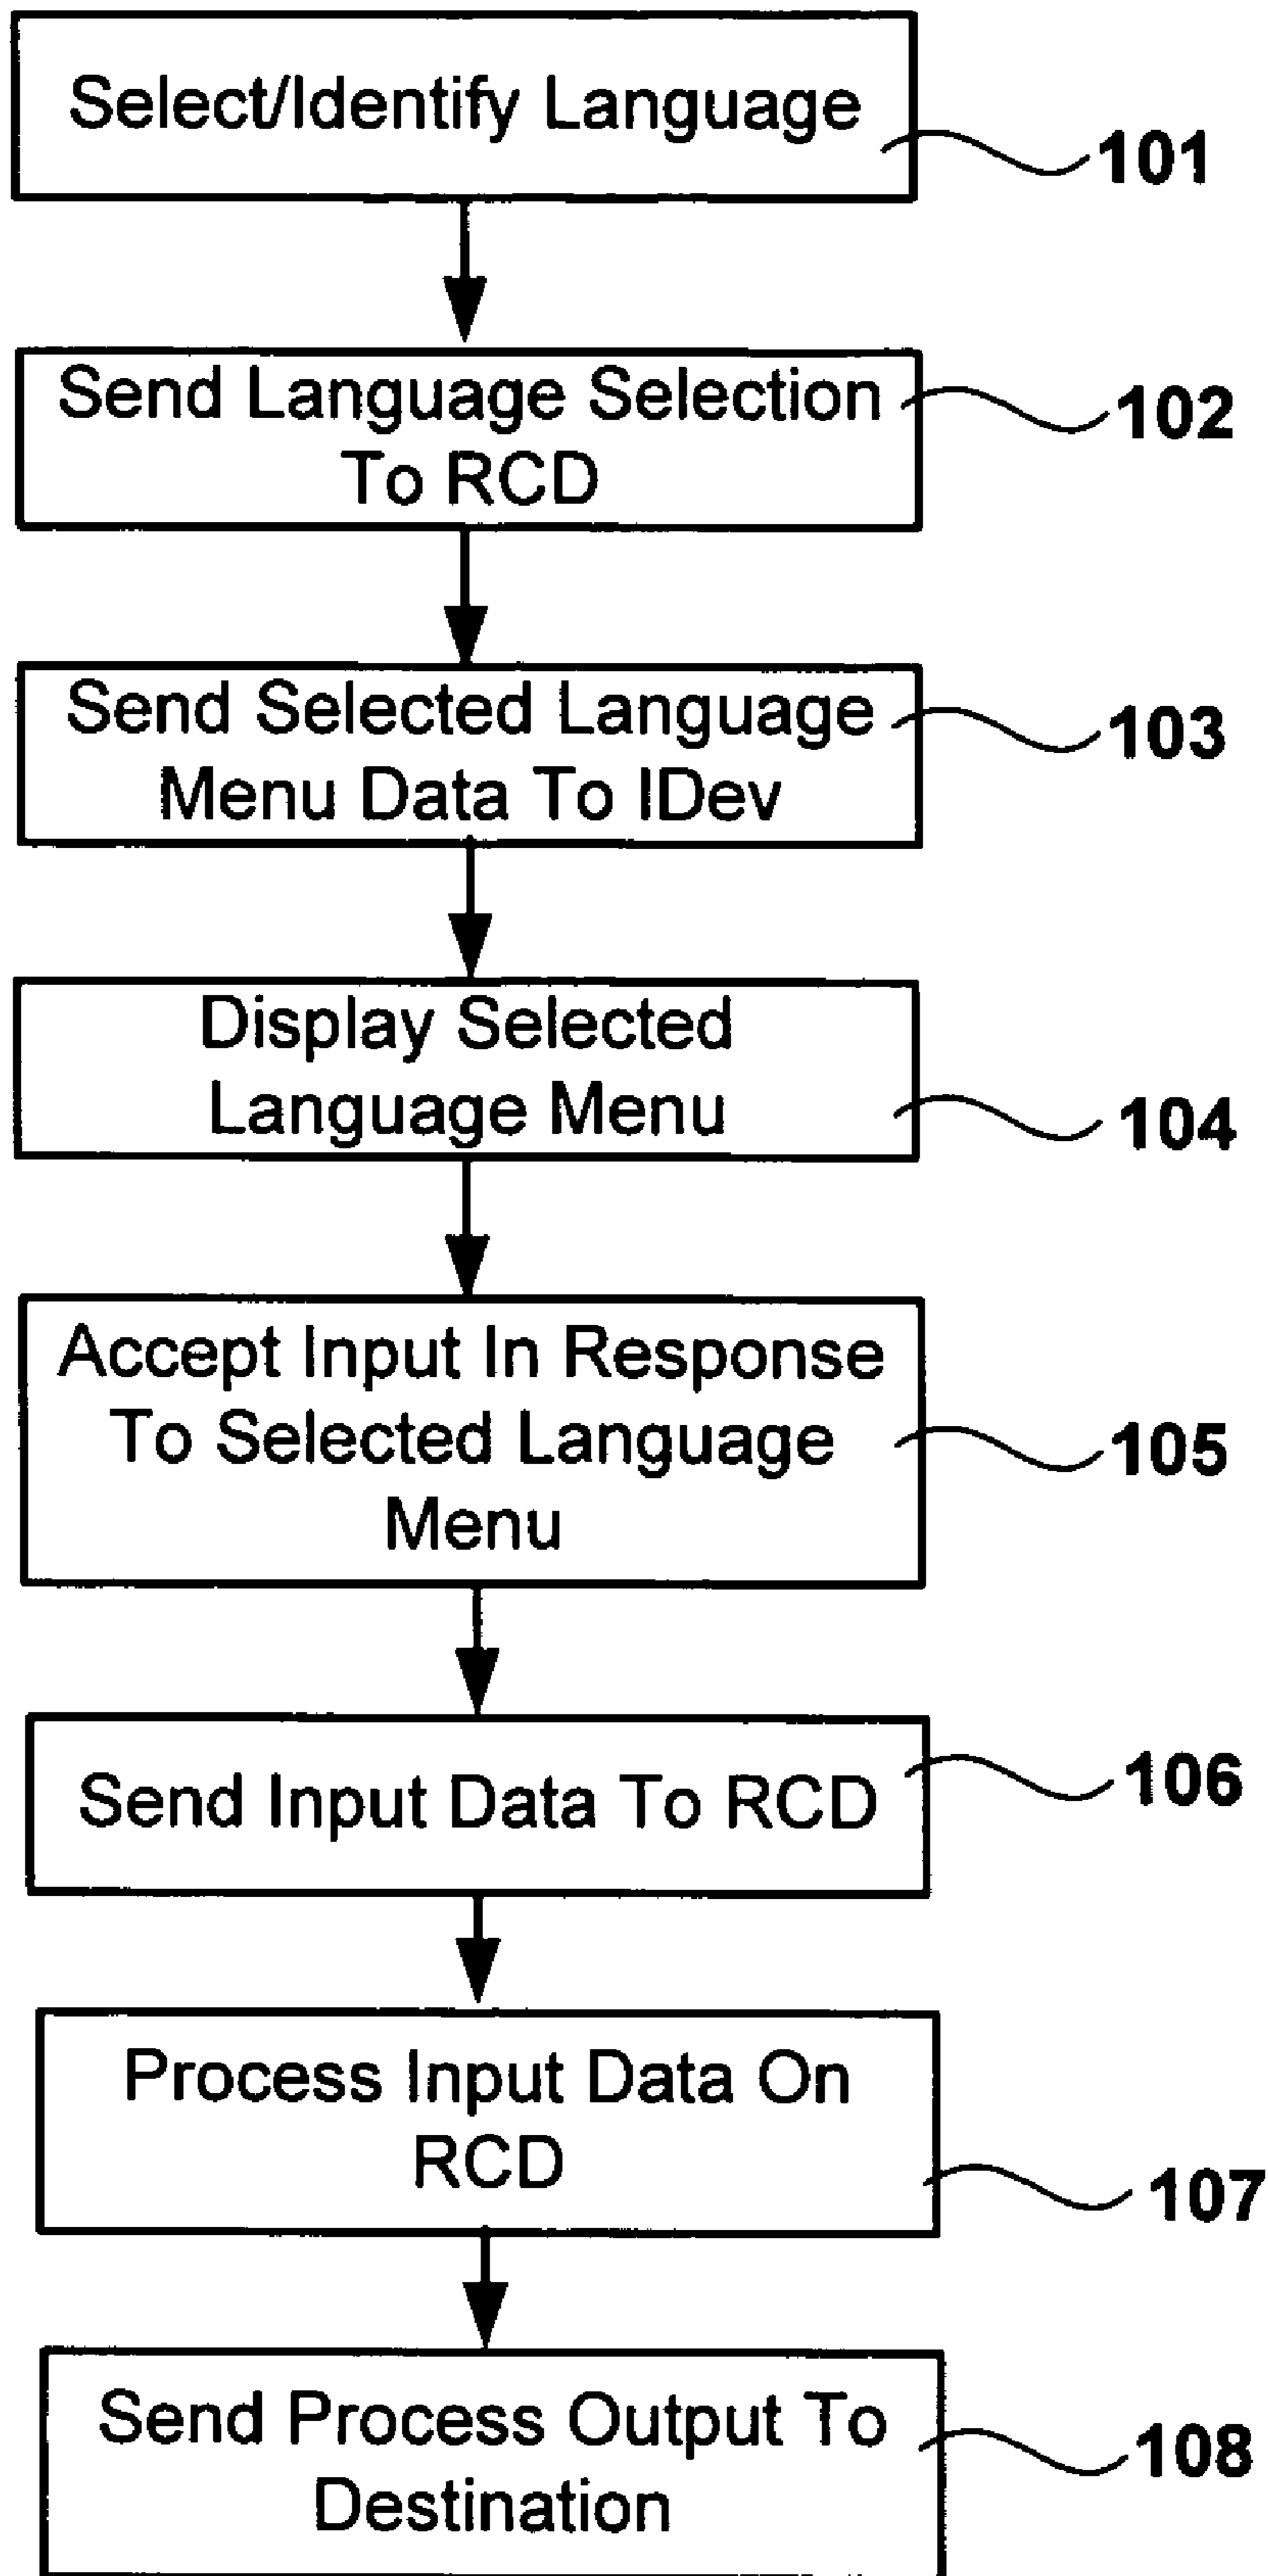 Select/Identify Language
101
Send Language Selection
To RCD
102
Send Selected Language
Menu Data To IDev
103
Display Selected
Language Menu
104
Accept Input In Response
To Selected Language
Menu
105
Send Input Data To RCD
106
Process Input Data On
RCD
107
Send Process Output To
Destination
108